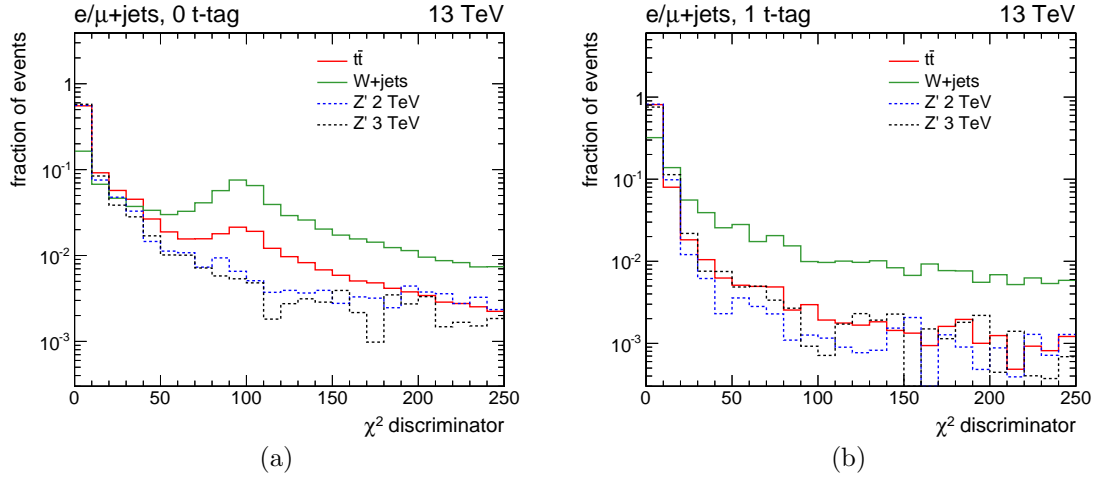 e/μ+jets, 0 t-tag 13 TeV
fraction of events
1
10⁻¹
10⁻²
10⁻³
tt̄
W+jets
Z' 2 TeV
Z' 3 TeV
0 50 100 150 200 250
χ² discriminator
(a)
e/μ+jets, 1 t-tag 13 TeV
fraction of events
1
10⁻¹
10⁻²
10⁻³
tt̄
W+jets
Z' 2 TeV
Z' 3 TeV
0 50 100 150 200 250
χ² discriminator
(b)